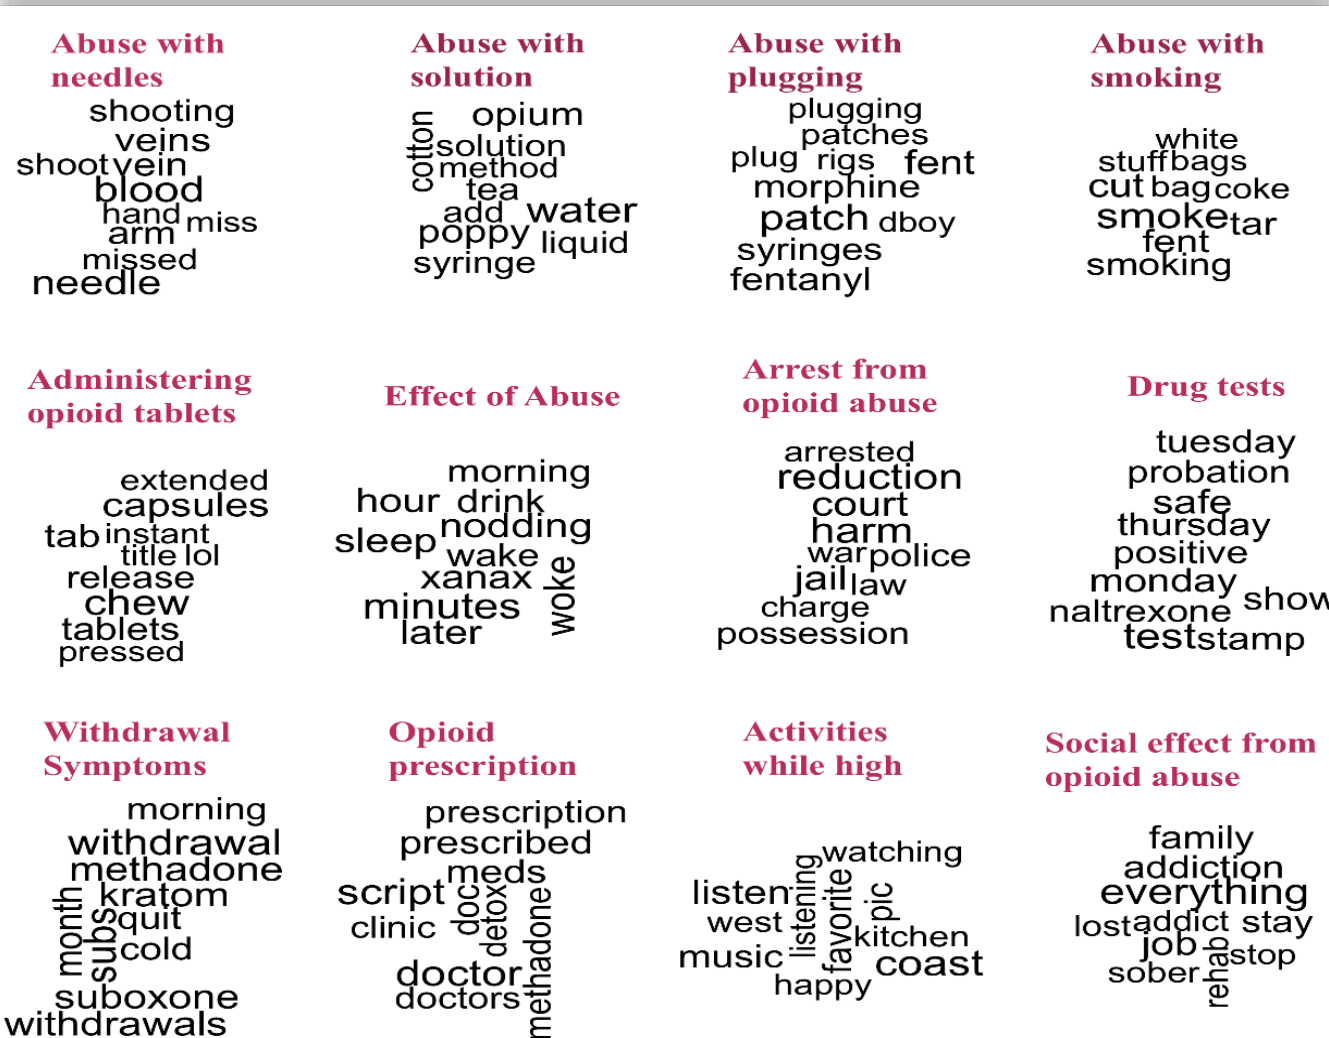 Abuse with
needles
shooting
veins
shoot vein
blood
hand miss
arm
missed
needle
Abuse with
solution
cotton
opium
solution
method
tea
add water
poppy liquid
syringe
Abuse with
plugging
plugging
patches
plug rigs fent
morphine
patch dboy
syringes
fentanyl
Abuse with
smoking
white
stuff bags
cut bag coke
smoke tar
fent
smoking
Administering
opioid tablets
extended
capsules
tab instant
title lol
release
chew
tablets
pressed
Effect of Abuse
morning
hour drink
nodding
sleep
wake
xanax
woke
minutes
later
Arrest from
opioid abuse
arrested
reduction
court
harm
war police
jail law
charge
possession
Drug tests
tuesday
probation
safe
thursday
positive
monday
show
naltrexone
test stamp
Withdrawal
Symptoms
morning
withdrawal
methadone
kratom
month
subs
quit
cold
suboxone
withdrawals
Opioid
prescription
prescription
prescribed
meds
script
doc
detox
methadone
clinic
doctor
doctors
Activities
while high
watching
listen
listening
favorite
pic
west
kitchen
music
coast
happy
Social effect from
opioid abuse
family
addiction
everything
lost addict stay
job
stop
sober
rehab